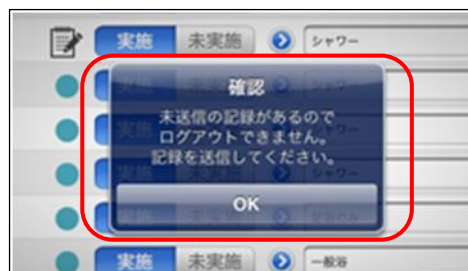 実施 未実施 シャワー
確認
未送信の記録があるので
ログアウトできません。
記録を送信してください。
OK
実施 未実施 一般浴